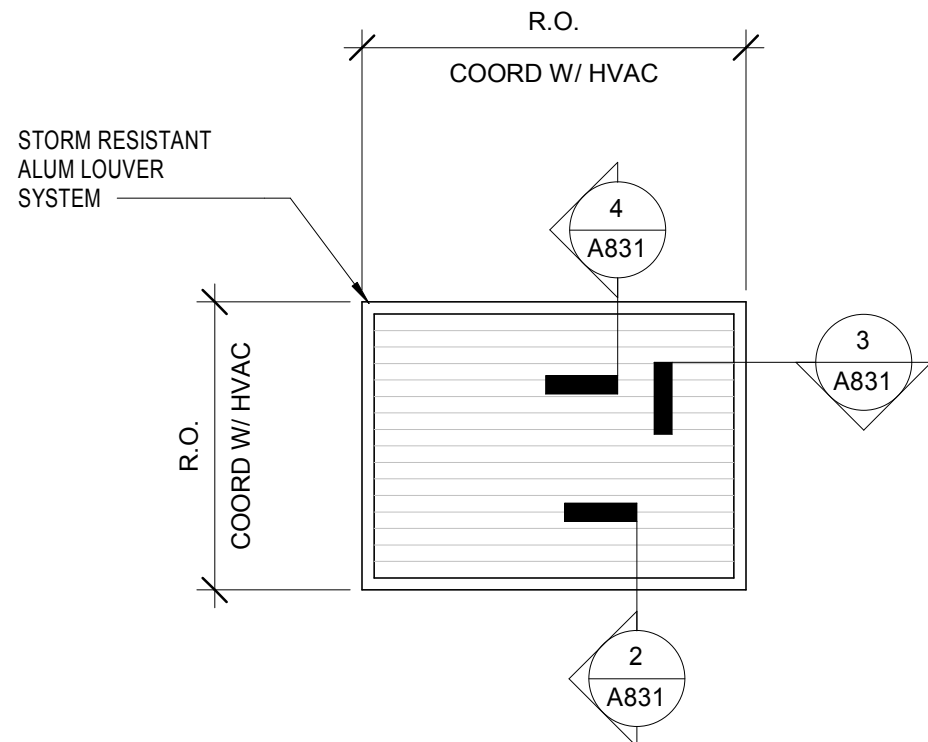 R.O.
COORD W/ HVAC
STORM RESISTANT
ALUM LOUVER
SYSTEM
4
A831
3
A831
R.O.
COORD W/ HVAC
2
A831